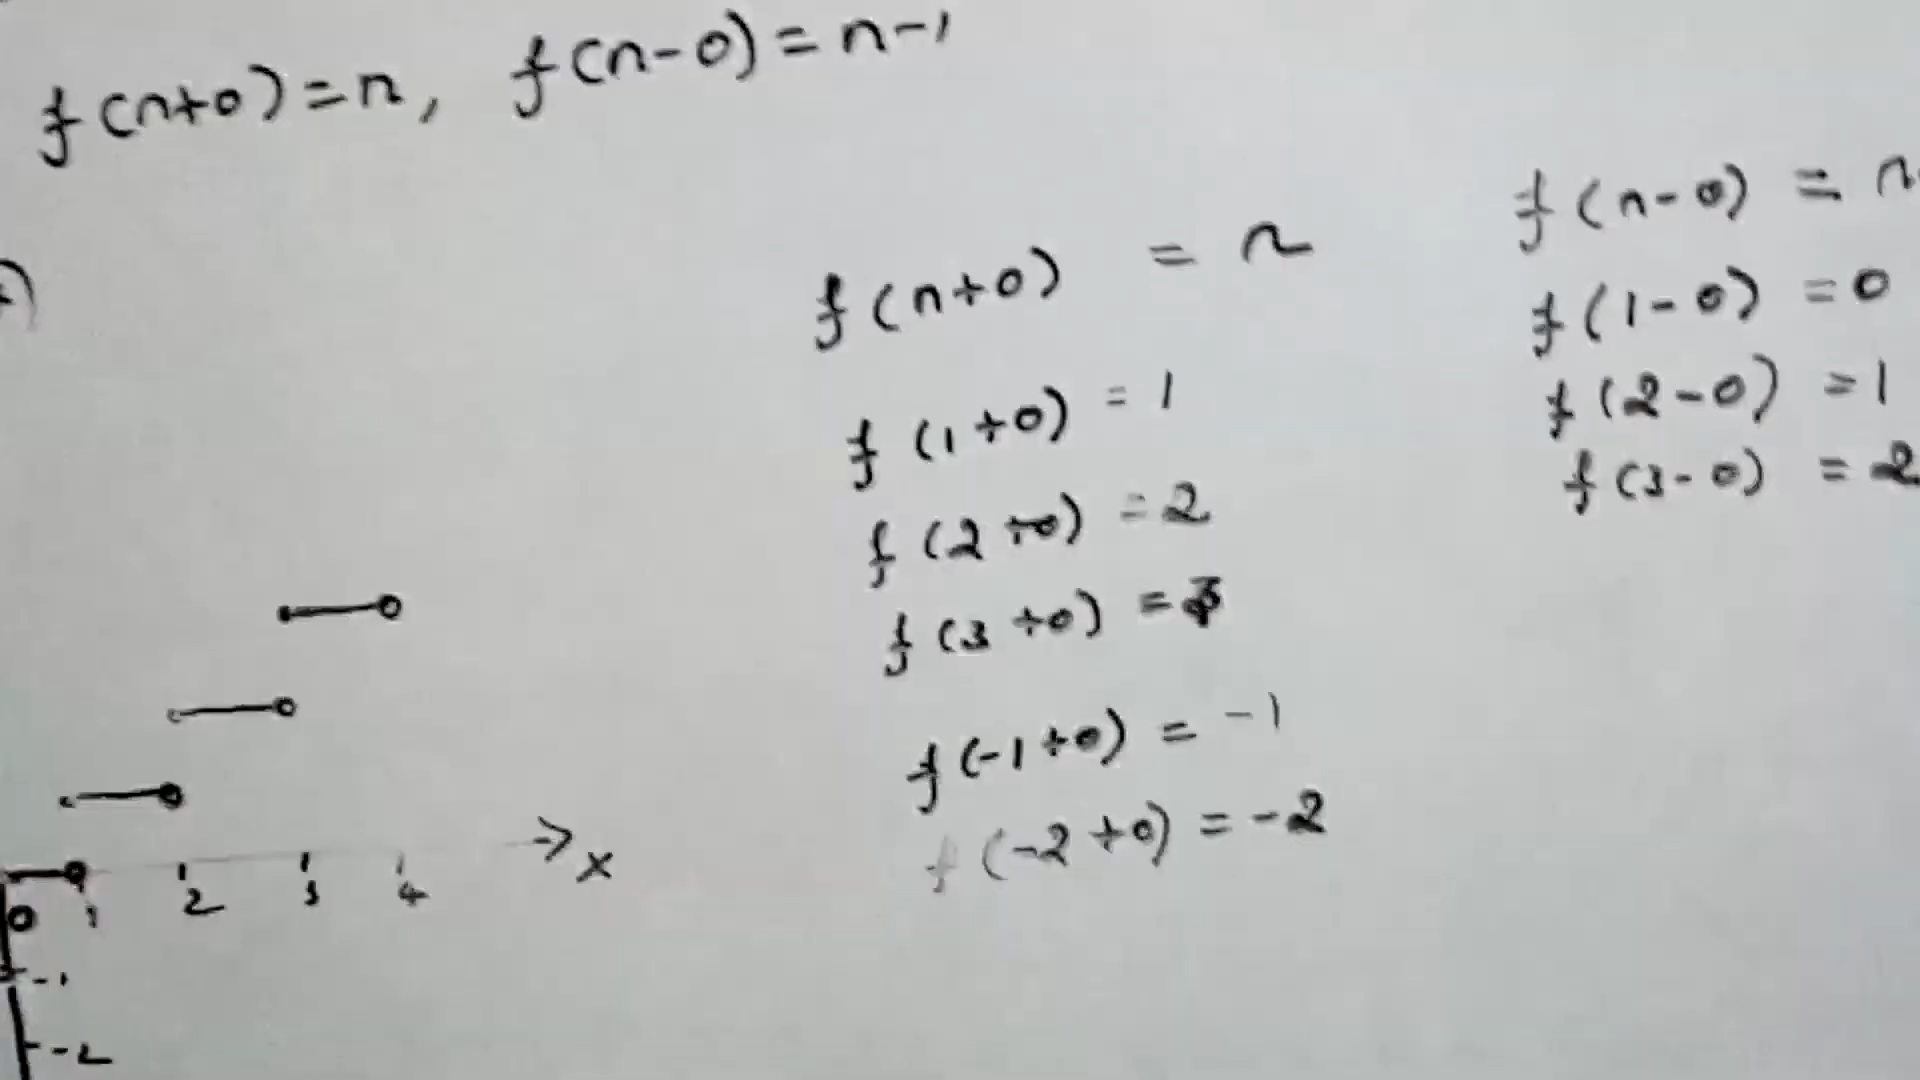 f(n+0)=n, f(n-0)=n-1
f(n+0) = n
f(1+0) = 1
f(2+0) = 2
f(3+0) = 3
f(-1+0) = -1
f(-2+0) = -2
f(n-0) = n
f(1-0) = 0
f(2-0) = 1
f(3-0) = 2
x
0 1 2 3 4
-1
-2